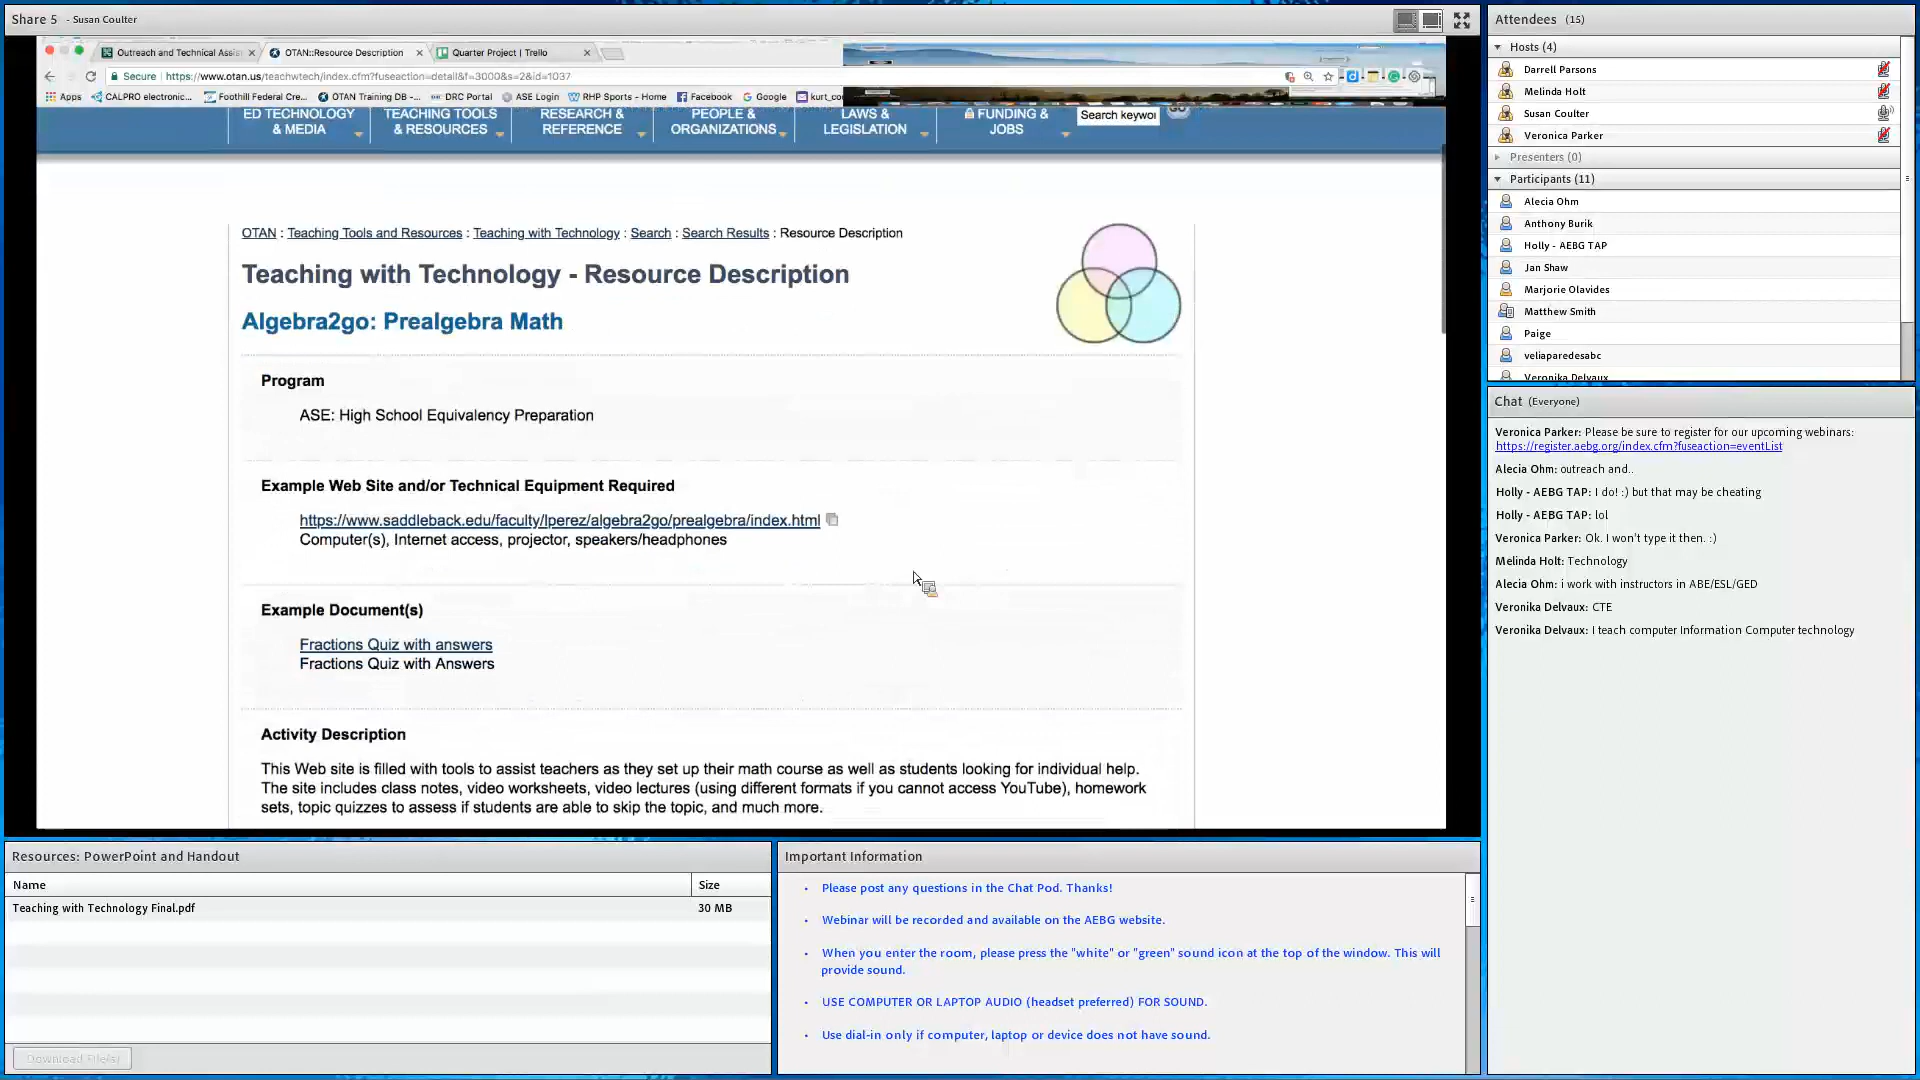 Share 5 - Susan Coulter
Outreach and Technical Assis
OTAN::Resource Description
Quarter Project | Trello
Secure https://www.otan.us/teachwtech/index.cfm?fuseaction=detail&f=3000&s=2&id=1037
Apps CALPRO electronic... Foothill Federal Cre... OTAN Training DB -... DRC Portal ASE Login RHP Sports - Home Facebook Google kurt_co
ED TECHNOLOGY & MEDIA
TEACHING TOOLS & RESOURCES
RESEARCH & REFERENCE
PEOPLE & ORGANIZATIONS
LAWS & LEGISLATION
FUNDING & JOBS
Search keywor
GO
OTAN : Teaching Tools and Resources : Teaching with Technology : Search : Search Results : Resource Description
Teaching with Technology - Resource Description
Algebra2go: Prealgebra Math
Program
ASE: High School Equivalency Preparation
Example Web Site and/or Technical Equipment Required
https://www.saddleback.edu/faculty/lperez/algebra2go/prealgebra/index.html
Computer(s), Internet access, projector, speakers/headphones
Example Document(s)
Fractions Quiz with answers
Fractions Quiz with Answers
Activity Description
This Web site is filled with tools to assist teachers as they set up their math course as well as students looking for individual help.
The site includes class notes, video worksheets, video lectures (using different formats if you cannot access YouTube), homework
sets, topic quizzes to assess if students are able to skip the topic, and much more.
Attendees (15)
Hosts (4)
Darrell Parsons
Melinda Holt
Susan Coulter
Veronica Parker
Presenters (0)
Participants (11)
Alecia Ohm
Anthony Burik
Holly - AEBG TAP
Jan Shaw
Marjorie Olavides
Matthew Smith
Paige
veliaparedesabc
Veronika Delvaux
Chat (Everyone)
Veronica Parker: Please be sure to register for our upcoming webinars:
https://register.aebg.org/index.cfm?fuseaction=eventList
Alecia Ohm: outreach and..
Holly - AEBG TAP: I do! :) but that may be cheating
Holly - AEBG TAP: lol
Veronica Parker: Ok. I won't type it then. :)
Melinda Holt: Technology
Alecia Ohm: i work with instructors in ABE/ESL/GED
Veronika Delvaux: CTE
Veronika Delvaux: I teach computer Information Computer technology
Resources: PowerPoint and Handout
Name Size
Teaching with Technology Final.pdf 30 MB
Download File(s)
Important Information
• Please post any questions in the Chat Pod. Thanks!
• Webinar will be recorded and available on the AEBG website.
• When you enter the room, please press the "white" or "green" sound icon at the top of the window. This will
provide sound.
• USE COMPUTER OR LAPTOP AUDIO (headset preferred) FOR SOUND.
• Use dial-in only if computer, laptop or device does not have sound.